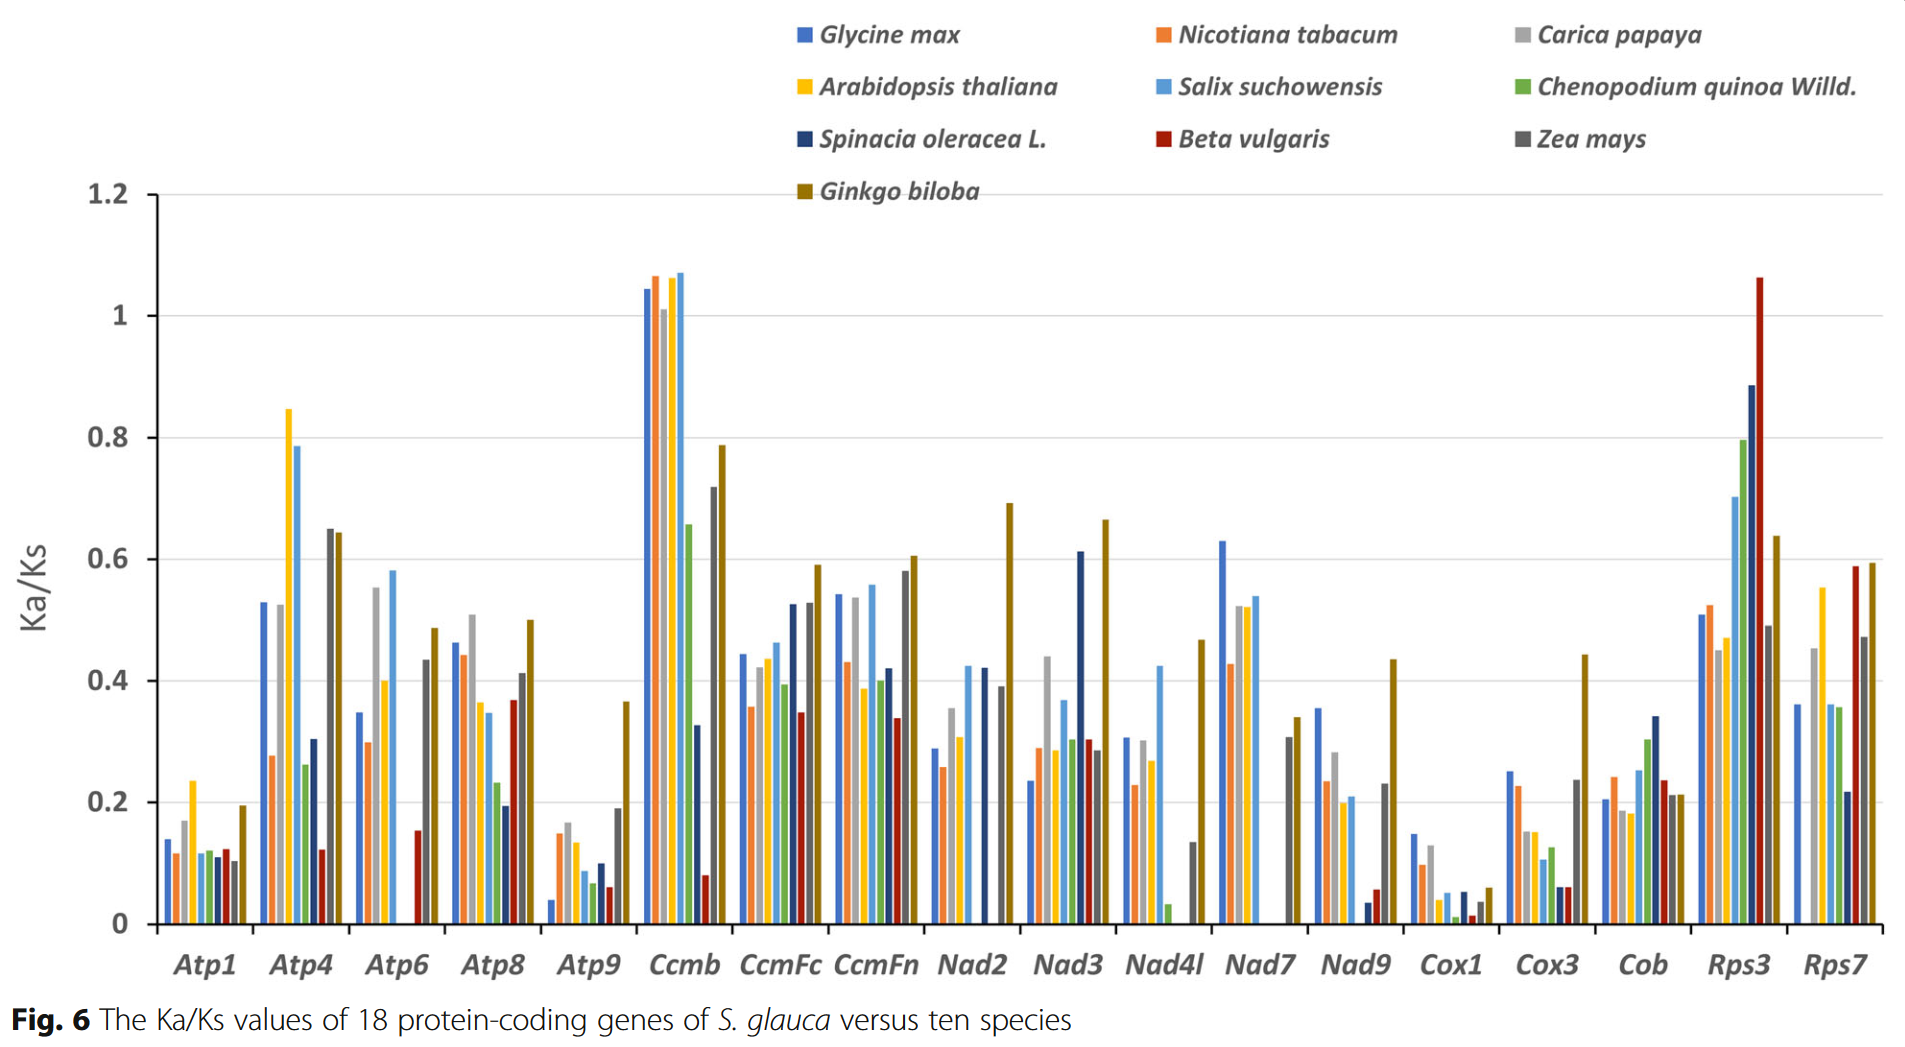 Glycine max Nicotiana tabacum Carica papaya
Arabidopsis thaliana Salix suchowensis Chenopodium quinoa Willd.
Spinacia oleracea L. Beta vulgaris Zea mays
Ginkgo biloba
1.2
1
0.8
0.6
0.4
0.2
0
Ka/Ks
Atp1 Atp4 Atp6 Atp8 Atp9 Ccmb CcmFc CcmFn Nad2 Nad3 Nad4l Nad7 Nad9 Cox1 Cox3 Cob Rps3 Rps7
Fig. 6 The Ka/Ks values of 18 protein-coding genes of S. glauca versus ten species